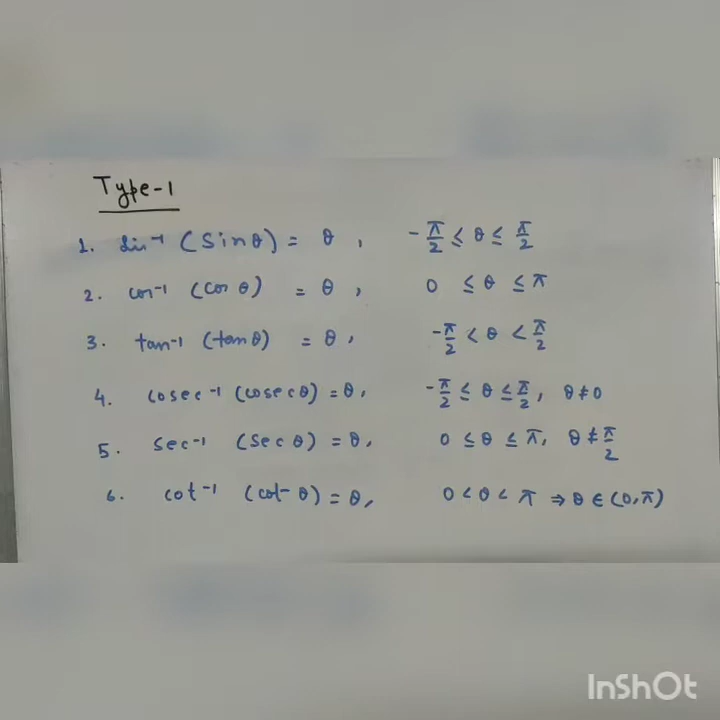 Type-1
1. sin⁻¹ (sinθ) = θ, -π/2 ≤ θ ≤ π/2
2. cos⁻¹ (cos θ) = θ, 0 ≤ θ ≤ π
3. tan⁻¹ (tanθ) = θ, -π/2 < θ < π/2
4. cosec⁻¹ (cosecθ) = θ, -π/2 ≤ θ ≤ π/2, θ ≠ 0
5. sec⁻¹ (sec θ) = θ, 0 ≤ θ ≤ π, θ ≠ π/2
6. cot⁻¹ (cot θ) = θ, 0 < θ < π ⇒ θ ∈ (0,π)
InShOt